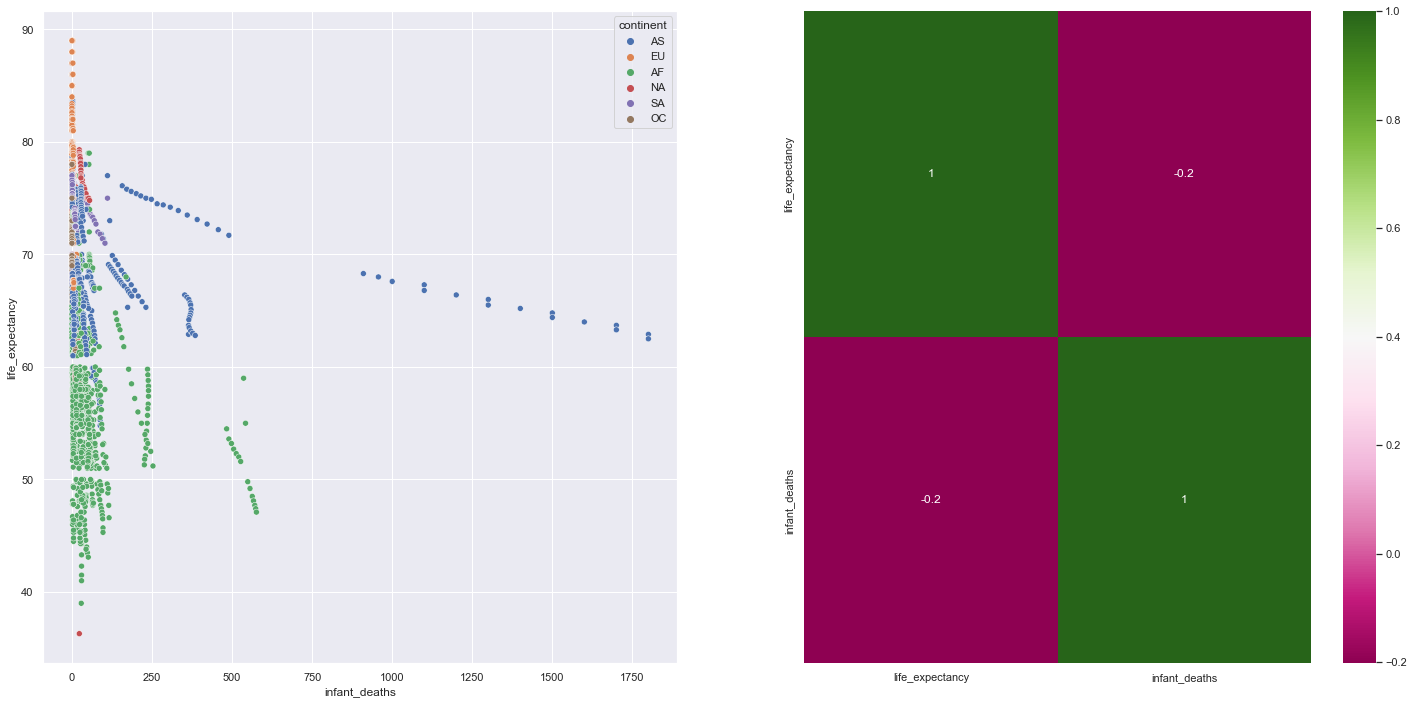 continent
AS
EU
AF
NA
SA
OC
90
80
70
60
50
40
life_expectancy
0
250
500
750
1000
1250
1500
1750
infant_deaths
life_expectancy
infant_deaths
1
-0.2
-0.2
1
life_expectancy
infant_deaths
1.0
0.8
0.6
0.4
0.2
0.0
−0.2